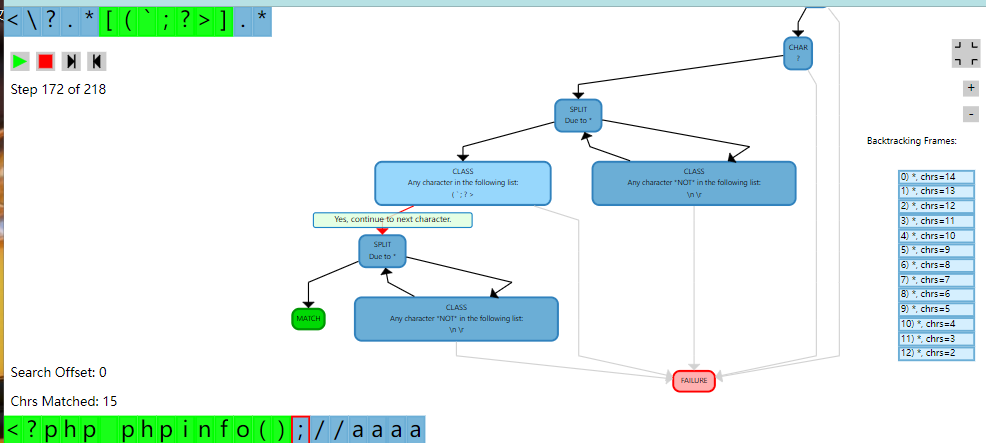 <\?.*[(`;?>].*
Step 172 of 218
CHAR
?
+
-
SPLIT
Due to *
Backtracking Frames:
CLASS
Any character in the following list:
( ` ; ? >
CLASS
Any character "NOT" in the following list:
\n \r
0) *, chrs=14
1) *, chrs=13
2) *, chrs=12
3) *, chrs=11
4) *, chrs=10
5) *, chrs=9
6) *, chrs=8
7) *, chrs=7
8) *, chrs=6
9) *, chrs=5
10) *, chrs=4
11) *, chrs=3
12) *, chrs=2
Yes, continue to next character.
SPLIT
Due to *
MATCH
CLASS
Any character "NOT" in the following list:
\n \r
FAILURE
Search Offset: 0
Chrs Matched: 15
<?php phpinfo();//aaaa